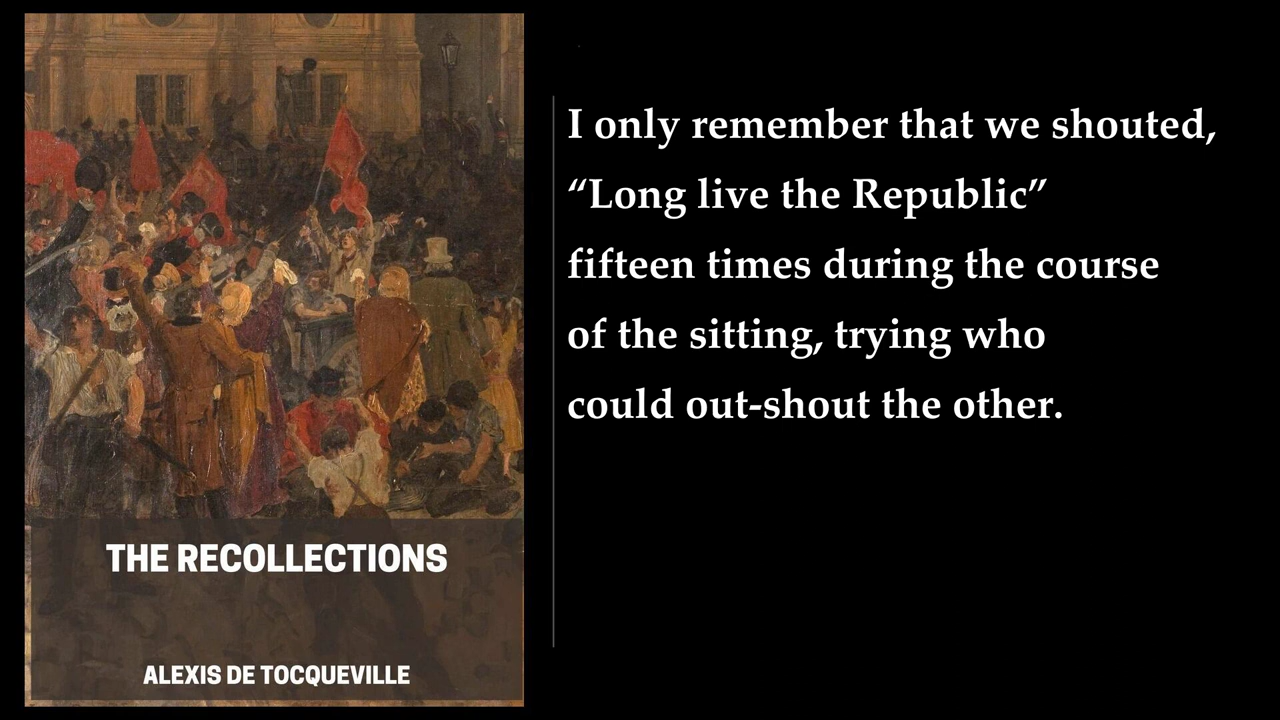 I only remember that we shouted,
“Long live the Republic”
fifteen times during the course
of the sitting, trying who
could out-shout the other.
THE RECOLLECTIONS
ALEXIS DE TOCQUEVILLE